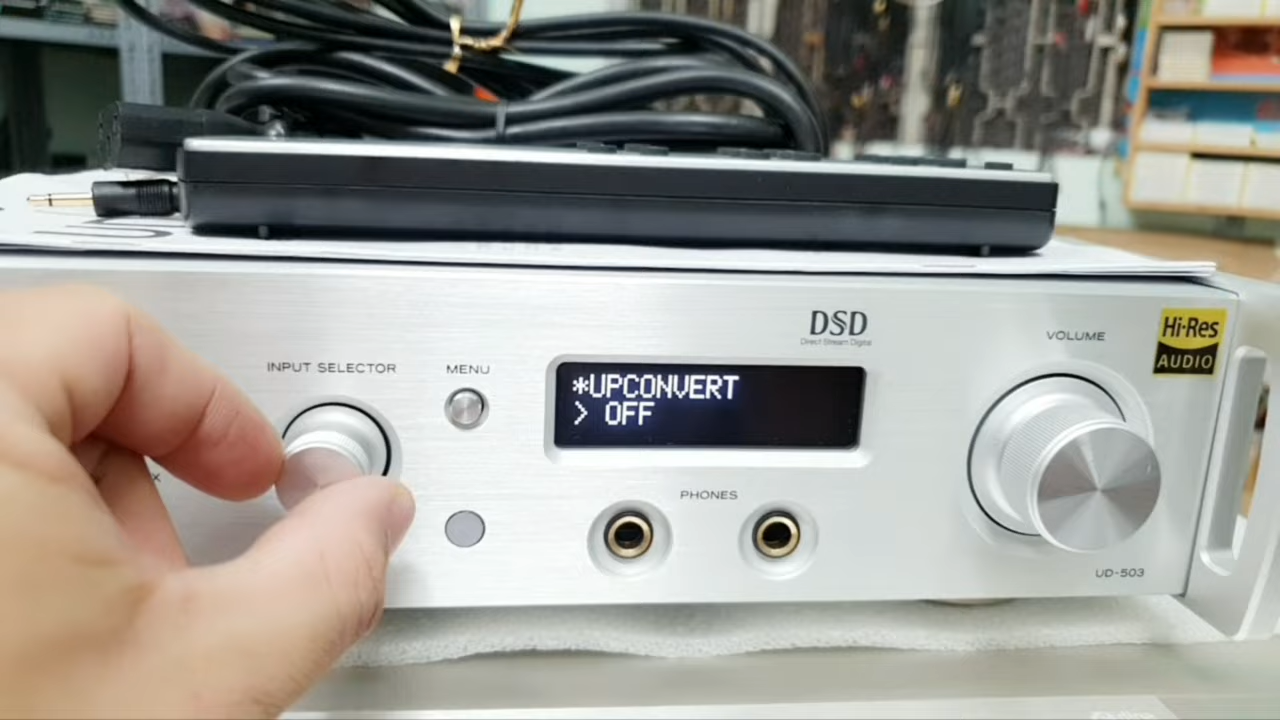 DSD
Direct Stream Digital
VOLUME
Hi-Res
AUDIO
INPUT SELECTOR
MENU
*UPCONVERT
> OFF
PHONES
UD-503